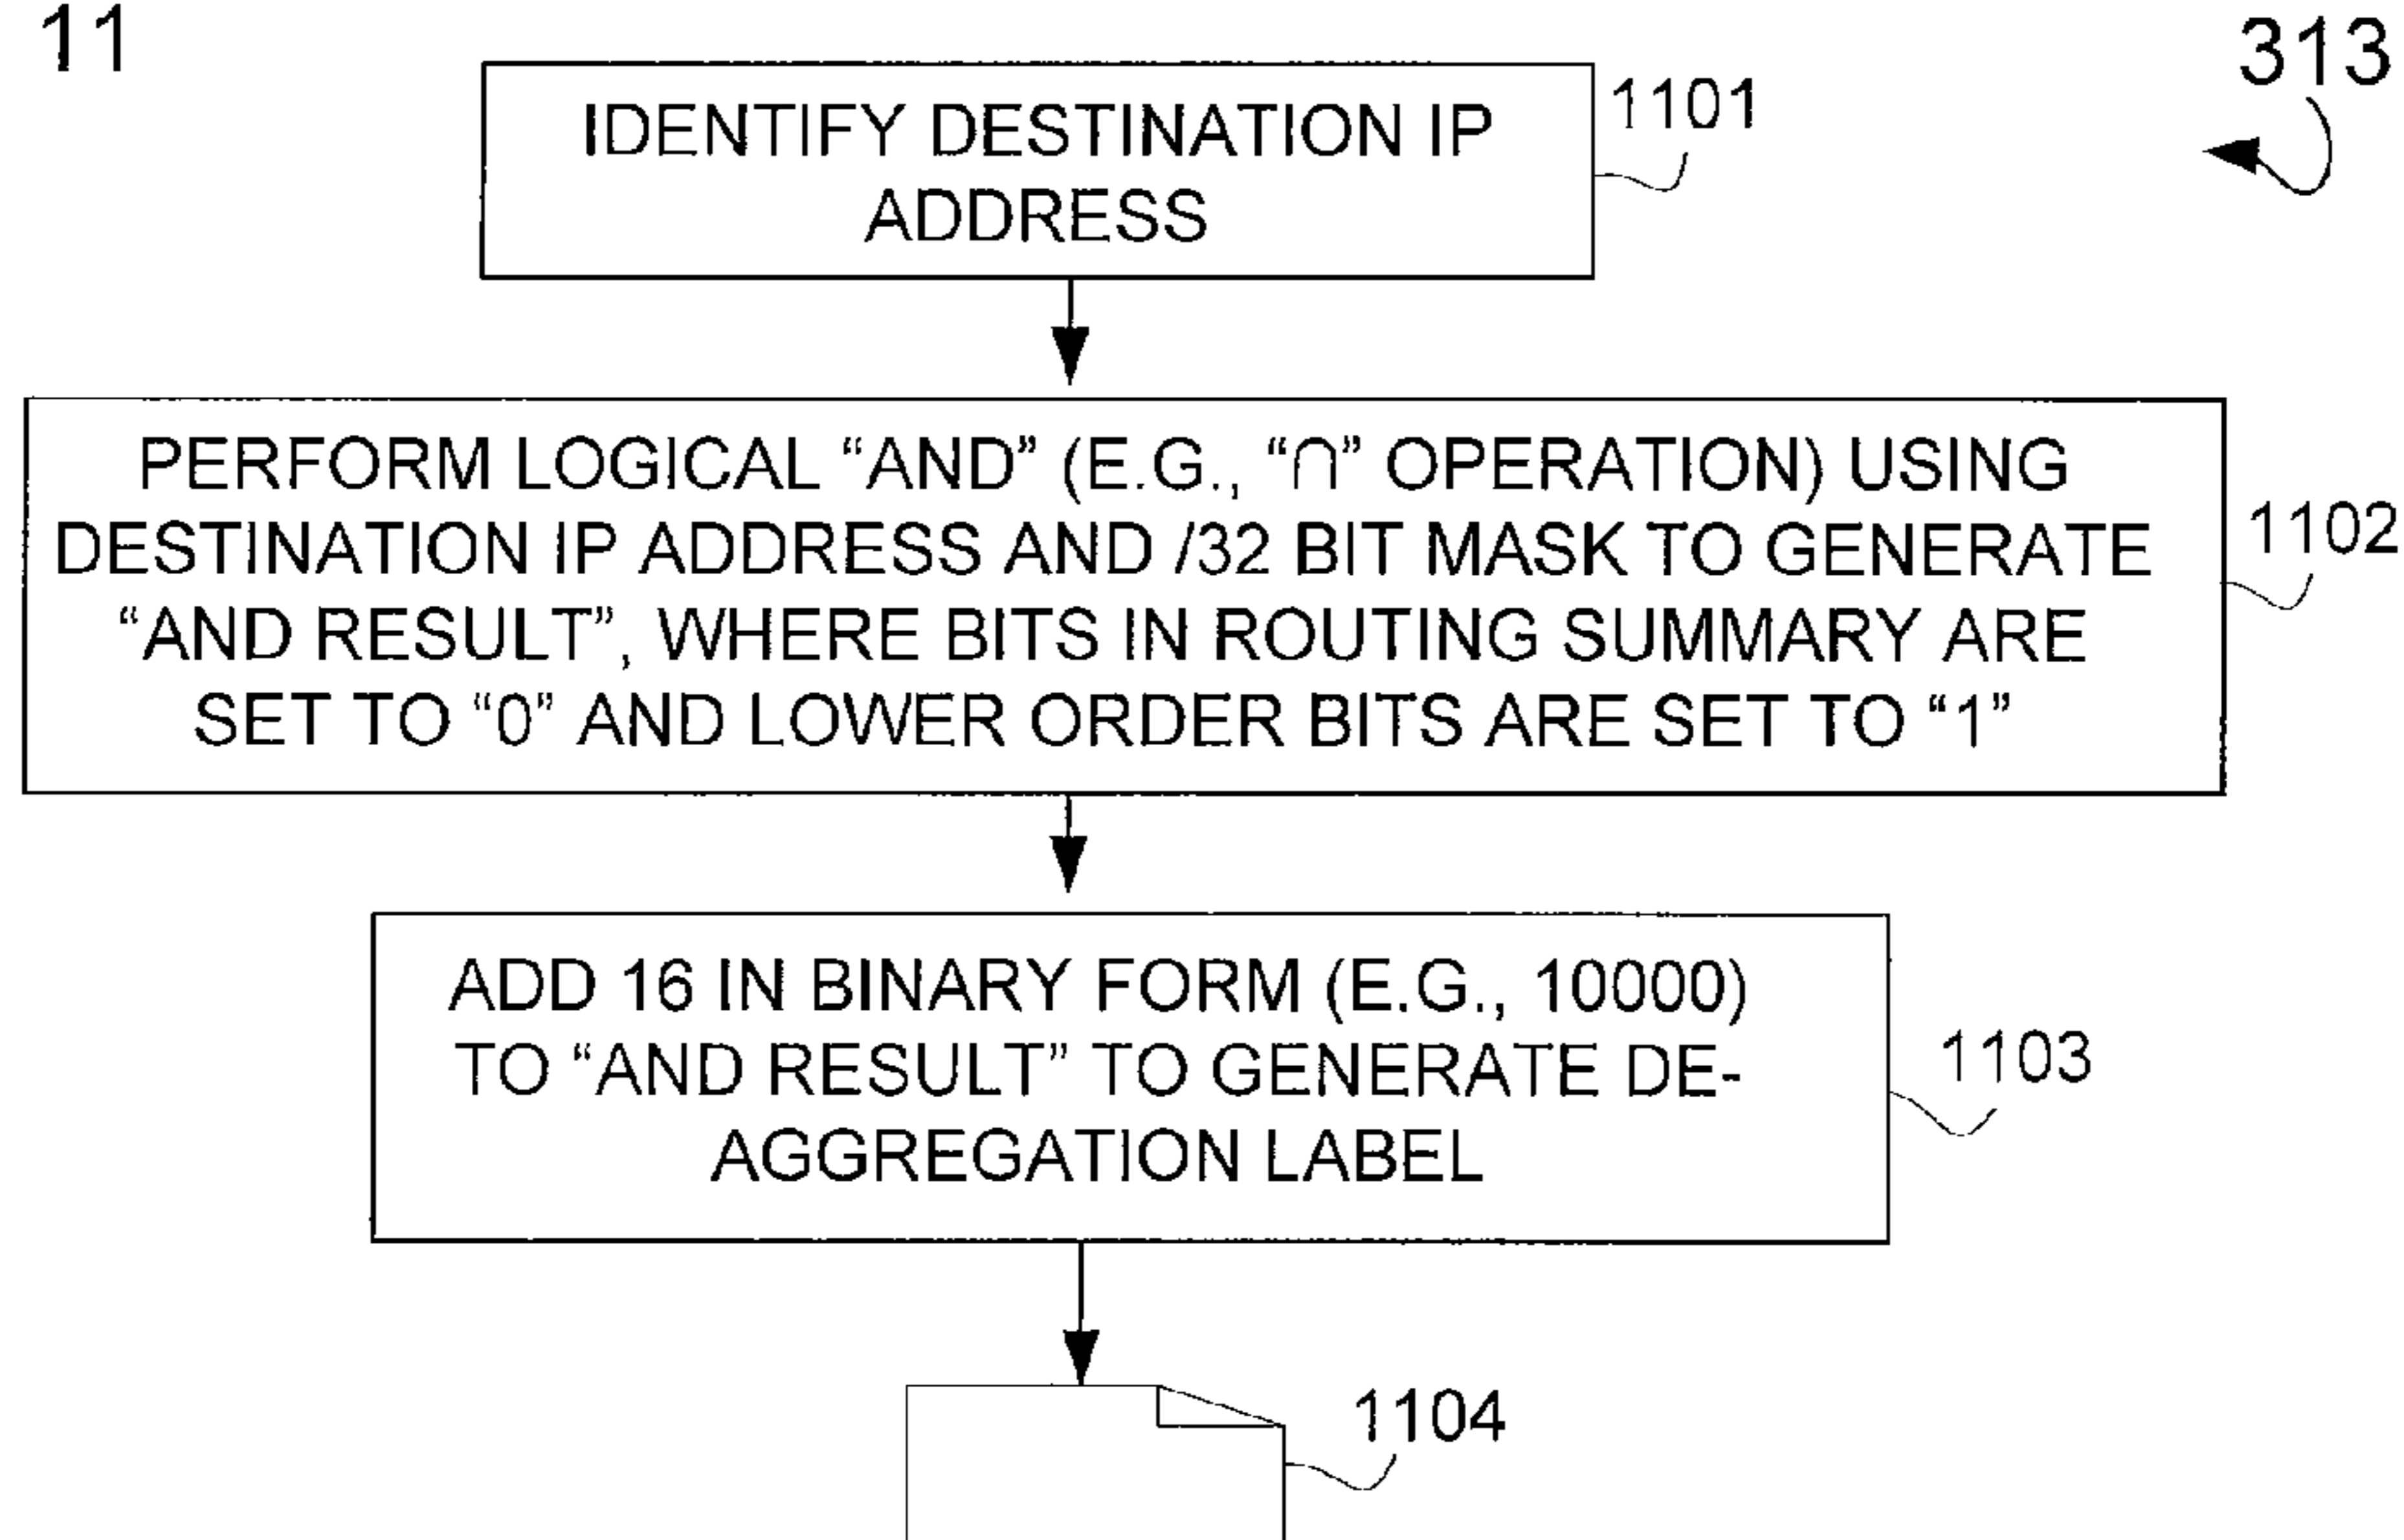 11
313
IDENTIFY DESTINATION IP
ADDRESS
1101
PERFORM LOGICAL “AND” (E.G., “∩” OPERATION) USING
DESTINATION IP ADDRESS AND /32 BIT MASK TO GENERATE
“AND RESULT”, WHERE BITS IN ROUTING SUMMARY ARE
SET TO “0” AND LOWER ORDER BITS ARE SET TO “1”
1102
ADD 16 IN BINARY FORM (E.G., 10000)
TO “AND RESULT” TO GENERATE DE-
AGGREGATION LABEL
1103
1104